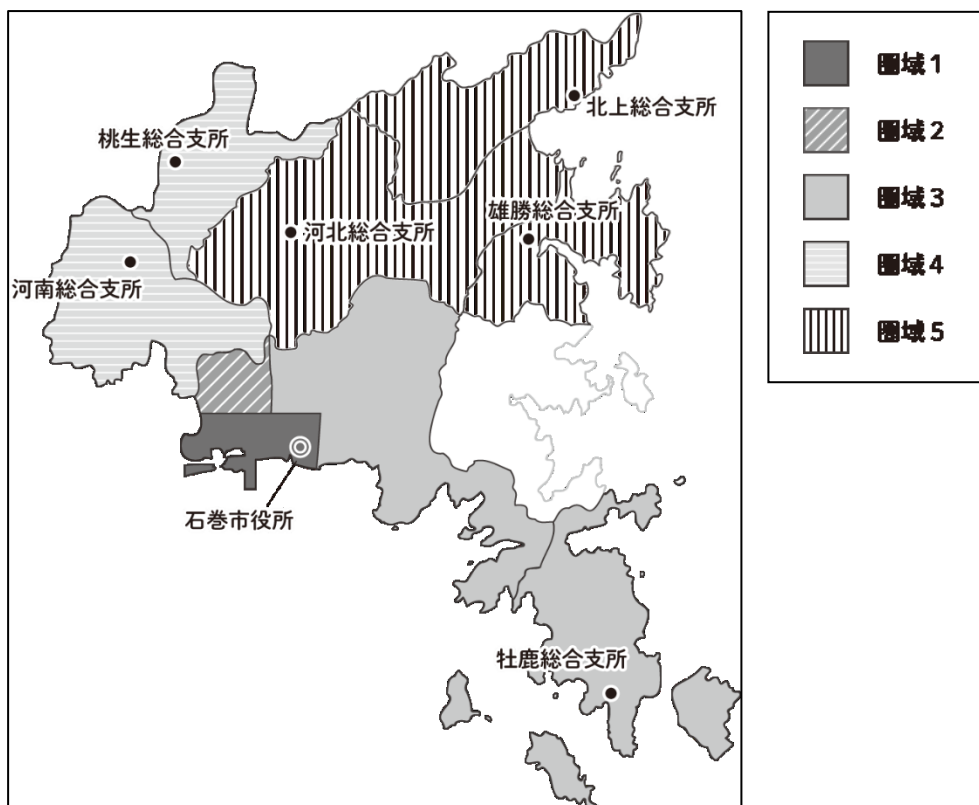 北上総合支所
桃生総合支所
雄勝総合支所
河北総合支所
河南総合支所
石巻市役所
牡鹿総合支所
圏域1
圏域2
圏域3
圏域4
圏域5